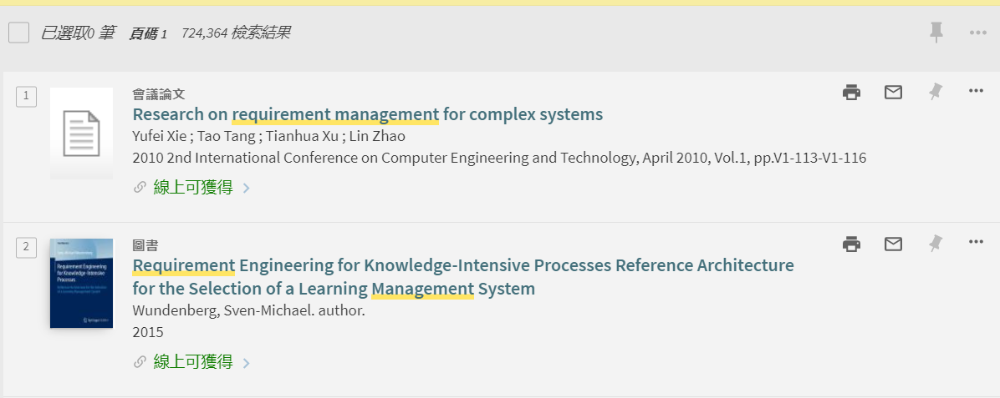 已選取0 筆 頁碼 1 724,364 檢索結果
1
會議論文
Research on requirement management for complex systems
Yufei Xie ; Tao Tang ; Tianhua Xu ; Lin Zhao
2010 2nd International Conference on Computer Engineering and Technology, April 2010, Vol.1, pp.V1-113-V1-116
線上可獲得
2
Requirement Engineering
for Knowledge-Intensive
Processes
圖書
Requirement Engineering for Knowledge-Intensive Processes Reference Architecture
for the Selection of a Learning Management System
Wundenberg, Sven-Michael. author.
2015
線上可獲得